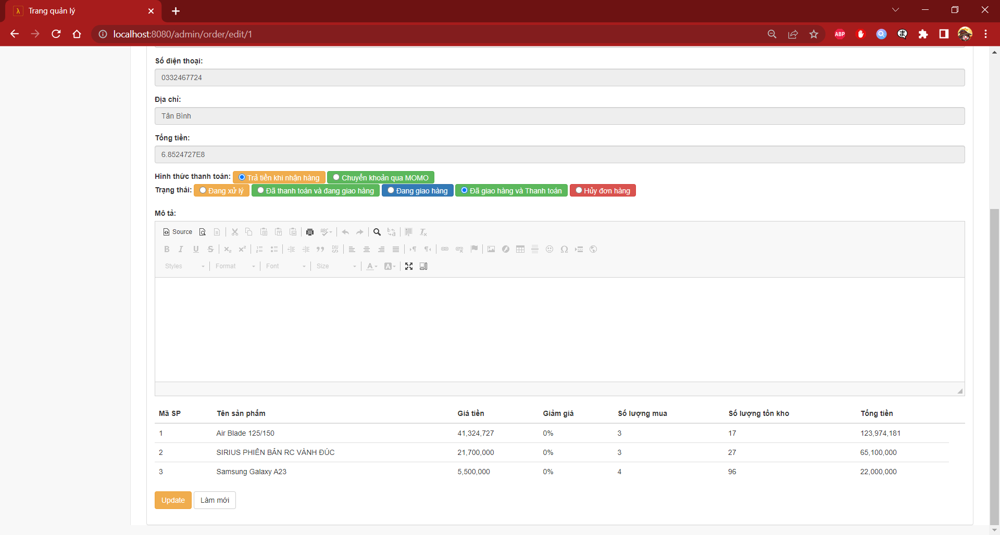 Trang quản lý
localhost:8080/admin/order/edit/1
ABP
Số điện thoại:
0332467724
Địa chỉ:
Tân Bình
Tổng tiền:
6.8524727E8
Hình thức thanh toán: Trả tiền khi nhận hàng Chuyển khoản qua MOMO
Trạng thái: Đang xử lý Đã thanh toán và đang giao hàng Đang giao hàng Đã giao hàng và Thanh toán Hủy đơn hàng
Mô tả:
Source
Styles Format Font Size
Mã SP Tên sản phẩm Giá tiền Giảm giá Số lượng mua Số lượng tồn kho Tổng tiền
1 Air Blade 125/150 41,324,727 0% 3 17 123,974,181
2 SIRIUS PHIÊN BẢN RC VÀNH ĐÚC 21,700,000 0% 3 27 65,100,000
3 Samsung Galaxy A23 5,500,000 0% 4 96 22,000,000
Update Làm mới